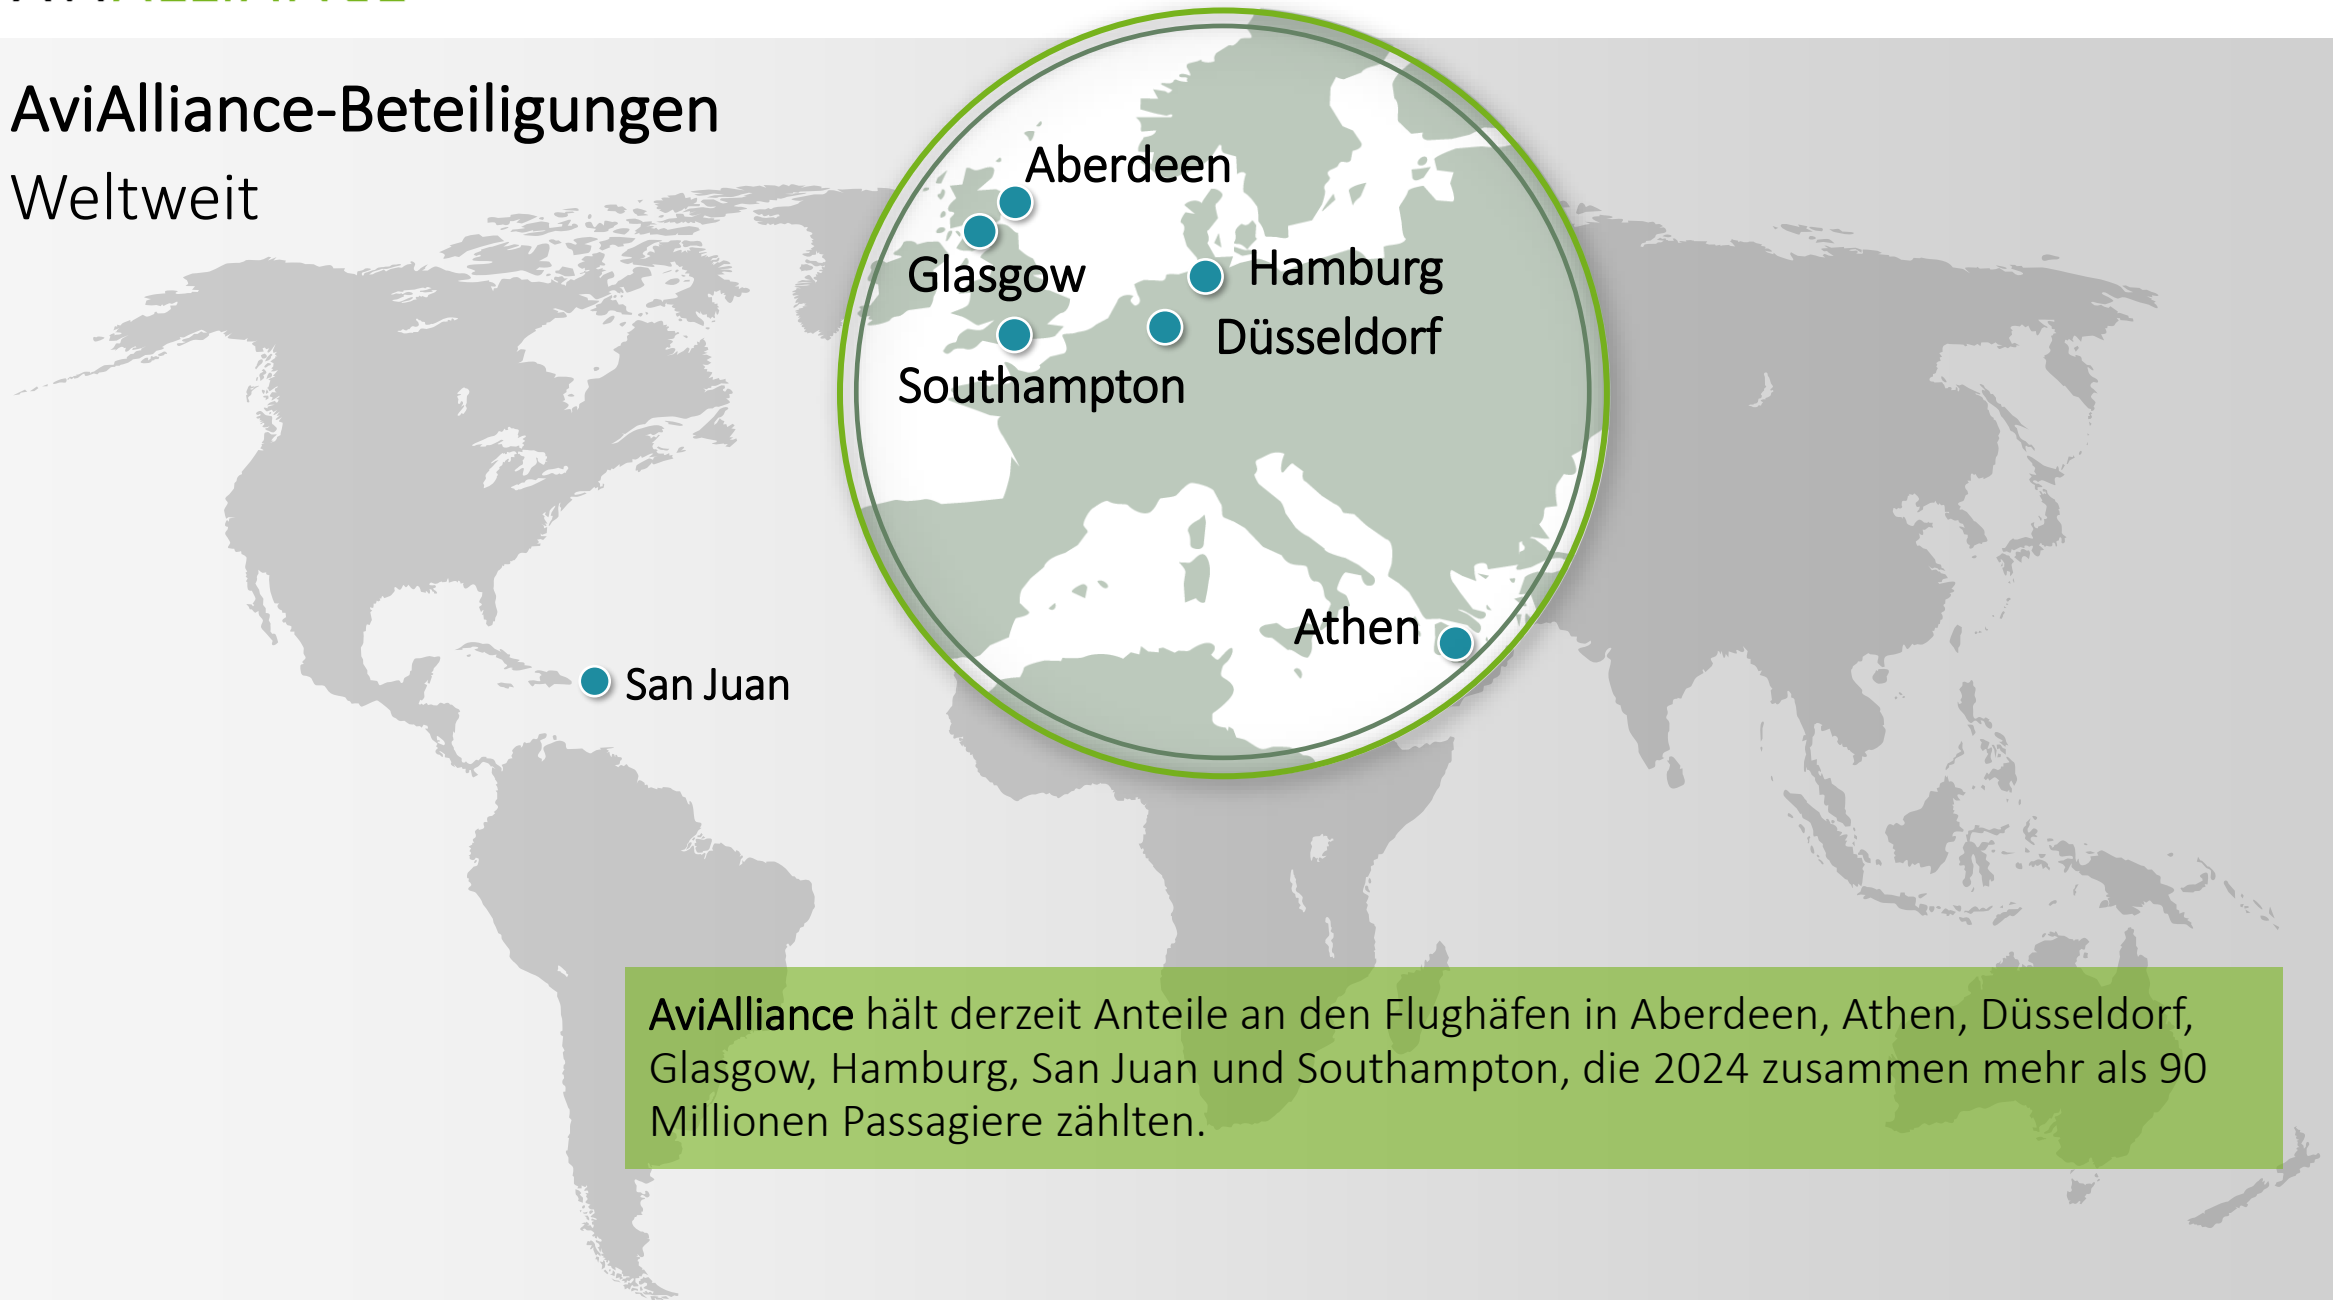 AviAlliance-Beteiligungen
Weltweit
Aberdeen
Glasgow
Hamburg
Düsseldorf
Southampton
Athen
San Juan
AviAlliance hält derzeit Anteile an den Flughäfen in Aberdeen, Athen, Düsseldorf,
Glasgow, Hamburg, San Juan und Southampton, die 2024 zusammen mehr als 90
Millionen Passagiere zählten.